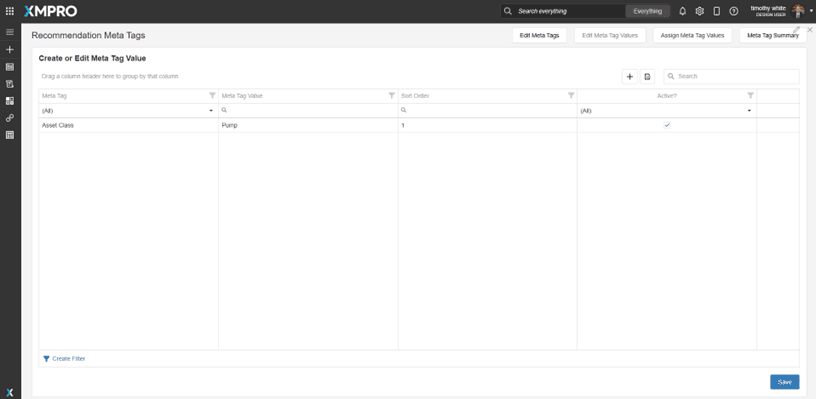 XMPRO
Search everything
Everything
timothy white
DESIGN USER
Recommendation Meta Tags
Edit Meta Tags
Edit Meta Tag Values
Assign Meta Tag Values
Meta Tag Summary
Create or Edit Meta Tag Value
Drag a column header here to group by that column
Search
Meta Tag
Meta Tag Value
Sort Order
Active?
(All)
(All)
Asset Class
Pump
1
Create Filter
Save